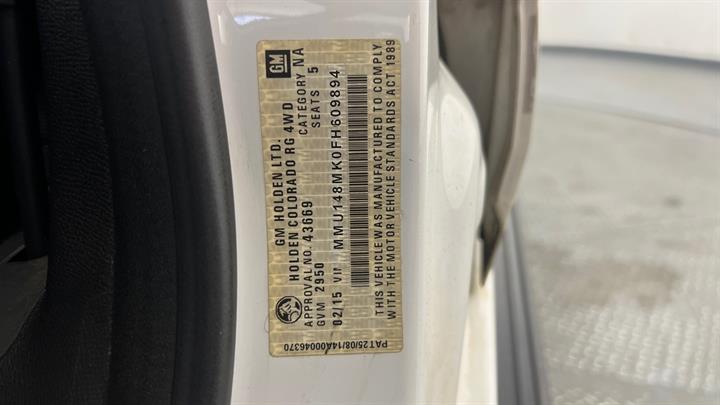 GM HOLDEN LTD.
HOLDEN COLORADO RG 4WD
APPROVAL NO. 43669 CATEGORY NA
GVM 2950 SEATS 5
02/15 VIN MMU148MK0FH609894
THIS VEHICLE WAS MANUFACTURED TO COMPLY
WITH THE MOTOR VEHICLE STANDARDS ACT 1989
PAT25/08/14A000046370
GM